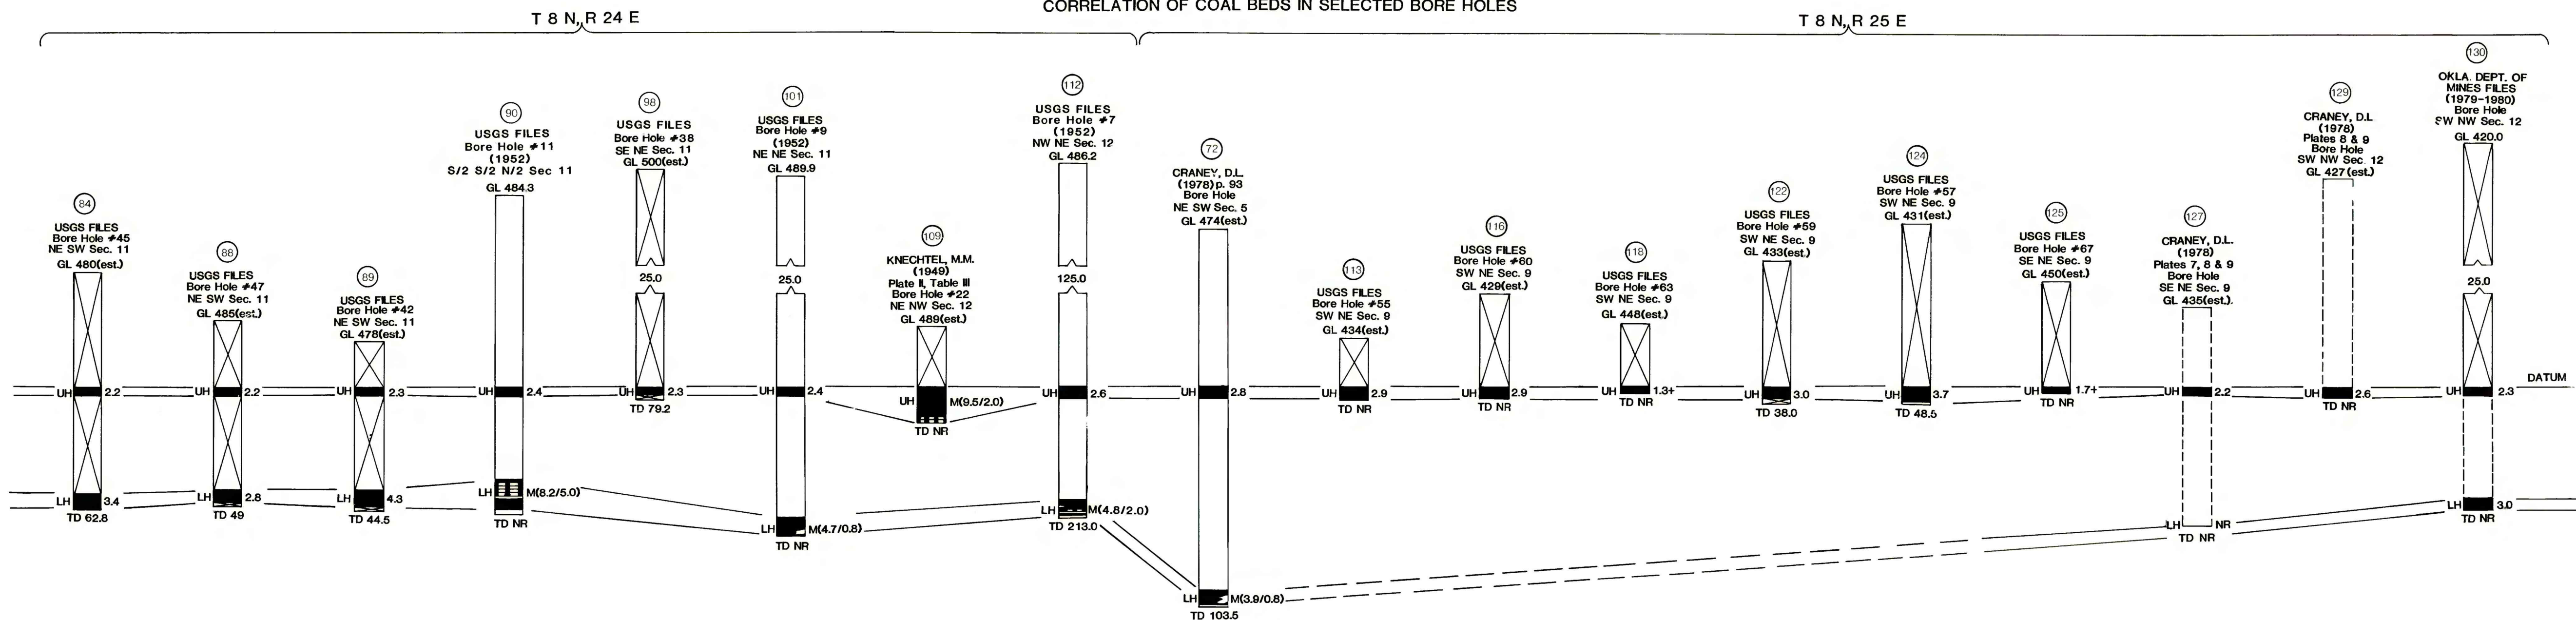 CORRELATION OF COAL BEDS IN SELECTED BORE HOLES
T 8 N, R 24 E
T 8 N, R 25 E
84
USGS FILES
Bore Hole #45
NE SW Sec. 11
GL 480(est.)
UH 2.2
LH 3.4
TD 62.8
88
USGS FILES
Bore Hole #47
NE SW Sec. 11
GL 485(est.)
UH 2.2
LH 2.8
TD 49
89
USGS FILES
Bore Hole #42
NE SW Sec. 11
GL 478(est.)
UH 2.3
LH 4.3
TD 44.5
90
USGS FILES
Bore Hole #11
(1952)
S/2 S/2 N/2 Sec 11
GL 484.3
UH 2.4
LH M(8.2/5.0)
TD NR
98
USGS FILES
Bore Hole #38
SE NE Sec. 11
GL 500(est.)
25.0
UH 2.3
TD 79.2
101
USGS FILES
Bore Hole #9
(1952)
NE NE Sec. 11
GL 489.9
25.0
UH 2.4
LH M(4.7/0.8)
TD NR
109
KNECHTEL, M.M.
(1949)
Plate II, Table III
Bore Hole #22
NE NW Sec. 12
GL 489(est.)
UH M(9.5/2.0)
TD NR
112
USGS FILES
Bore Hole #7
(1952)
NW NE Sec. 12
GL 486.2
125.0
UH 2.6
LH M(4.8/2.0)
TD 213.0
72
CRANEY, D.L.
(1978) p. 93
Bore Hole
NE SW Sec. 5
GL 474(est.)
UH 2.8
LH M(3.9/0.8)
TD 103.5
113
USGS FILES
Bore Hole #55
SW NE Sec. 9
GL 434(est.)
UH 2.9
TD NR
116
USGS FILES
Bore Hole #60
SW NE Sec. 9
GL 429(est.)
UH 2.9
TD NR
118
USGS FILES
Bore Hole #63
SW NE Sec. 9
GL 448(est.)
UH 1.3+
TD NR
122
USGS FILES
Bore Hole #59
SW NE Sec. 9
GL 433(est.)
UH 3.0
TD 38.0
124
USGS FILES
Bore Hole #57
SW NE Sec. 9
GL 431(est.)
UH 3.7
TD 48.5
125
USGS FILES
Bore Hole #67
SE NE Sec. 9
GL 450(est.)
UH 1.7+
TD NR
127
CRANEY, D.L.
(1978)
Plates 7, 8 & 9
Bore Hole
SE NE Sec. 9
GL 435(est.).
UH 2.2
LH NR
TD NR
129
CRANEY, D.L
(1978)
Plates 8 & 9
Bore Hole
SW NW Sec. 12
GL 427 (est.)
UH 2.6
TD NR
130
OKLA. DEPT. OF
MINES FILES
(1979-1980)
Bore Hole
SW NW Sec. 12
GL 420.0
25.0
UH 2.3
LH 3.0
TD NR
DATUM